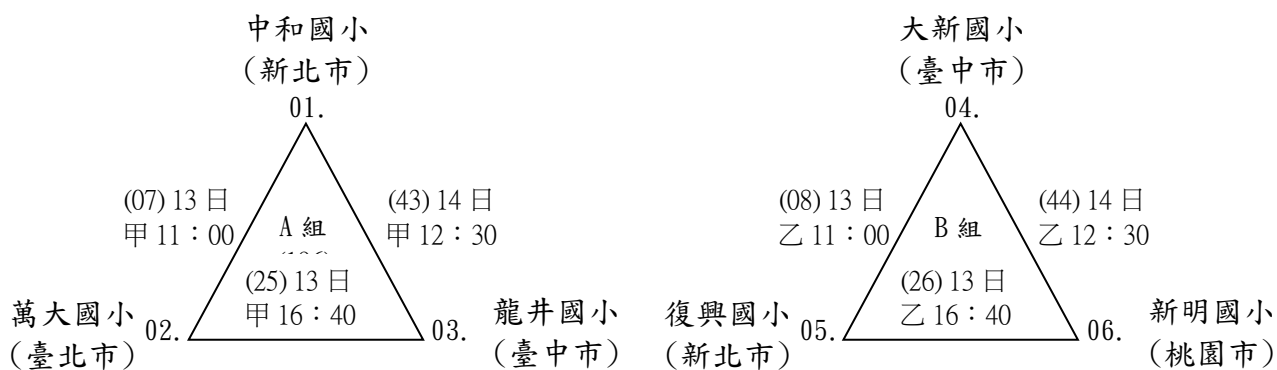 中和國小
(新北市)
01.
(07) 13 日
甲 11：00
(43) 14 日
甲 12：30
A 組
(25) 13 日
甲 16：40
萬大國小
(臺北市)
02.
03.
龍井國小
(臺中市)
大新國小
(臺中市)
04.
(08) 13 日
乙 11：00
(44) 14 日
乙 12：30
B 組
(26) 13 日
乙 16：40
復興國小
(新北市)
05.
06.
新明國小
(桃園市)